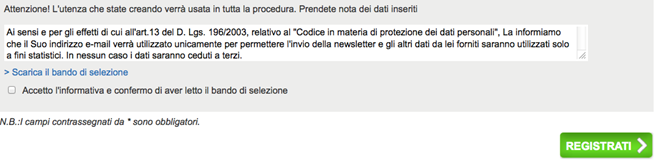 Attenzione! L'utenza che state creando verrà usata in tutta la procedura. Prendete nota dei dati inseriti
Ai sensi e per gli effetti di cui all'art.13 del D. Lgs. 196/2003, relativo al "Codice in materia di protezione dei dati personali", La informiamo
che il Suo indirizzo e-mail verrà utilizzato unicamente per permettere l'invio della newsletter e gli altri dati da lei forniti saranno utilizzati solo
a fini statistici. In nessun caso i dati saranno ceduti a terzi.
> Scarica il bando di selezione
Accetto l'informativa e confermo di aver letto il bando di selezione
N.B.:I campi contrassegnati da * sono obbligatori.
REGISTRATI